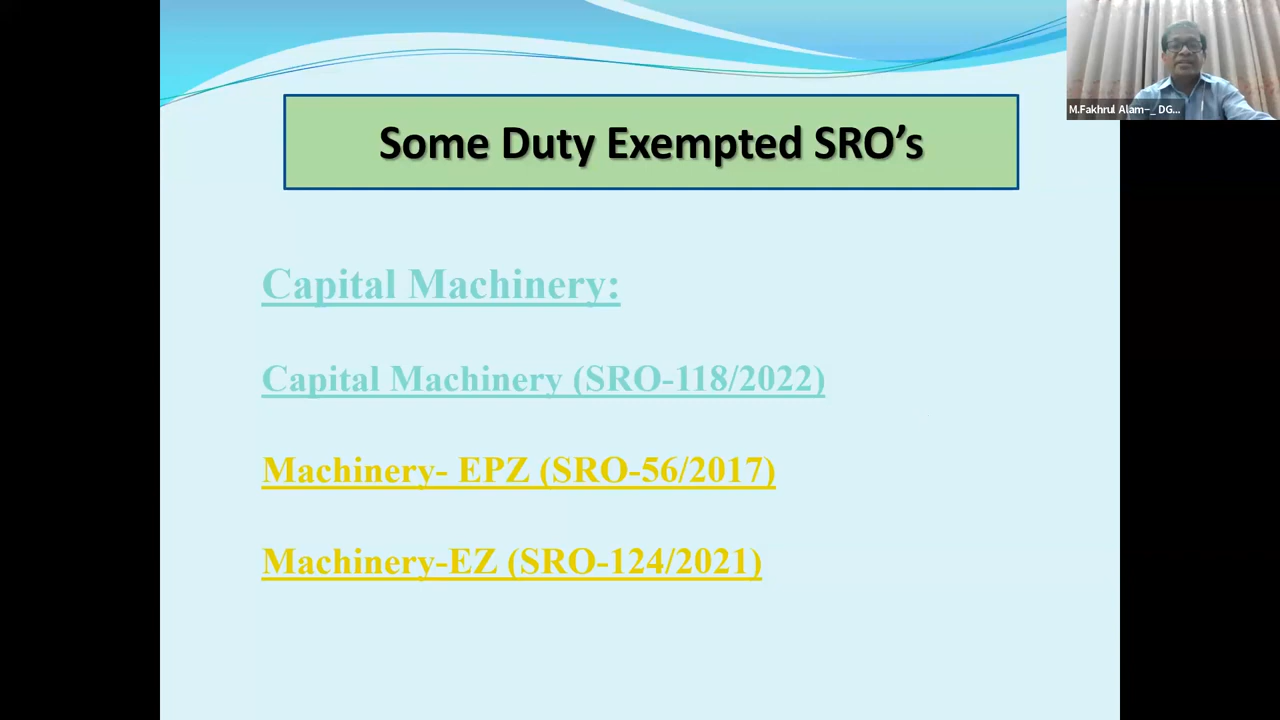 Some Duty Exempted SRO’s
M.Fakhrul Alam–_ DG...
Capital Machinery:
Capital Machinery (SRO-118/2022)
Machinery- EPZ (SRO-56/2017)
Machinery-EZ (SRO-124/2021)